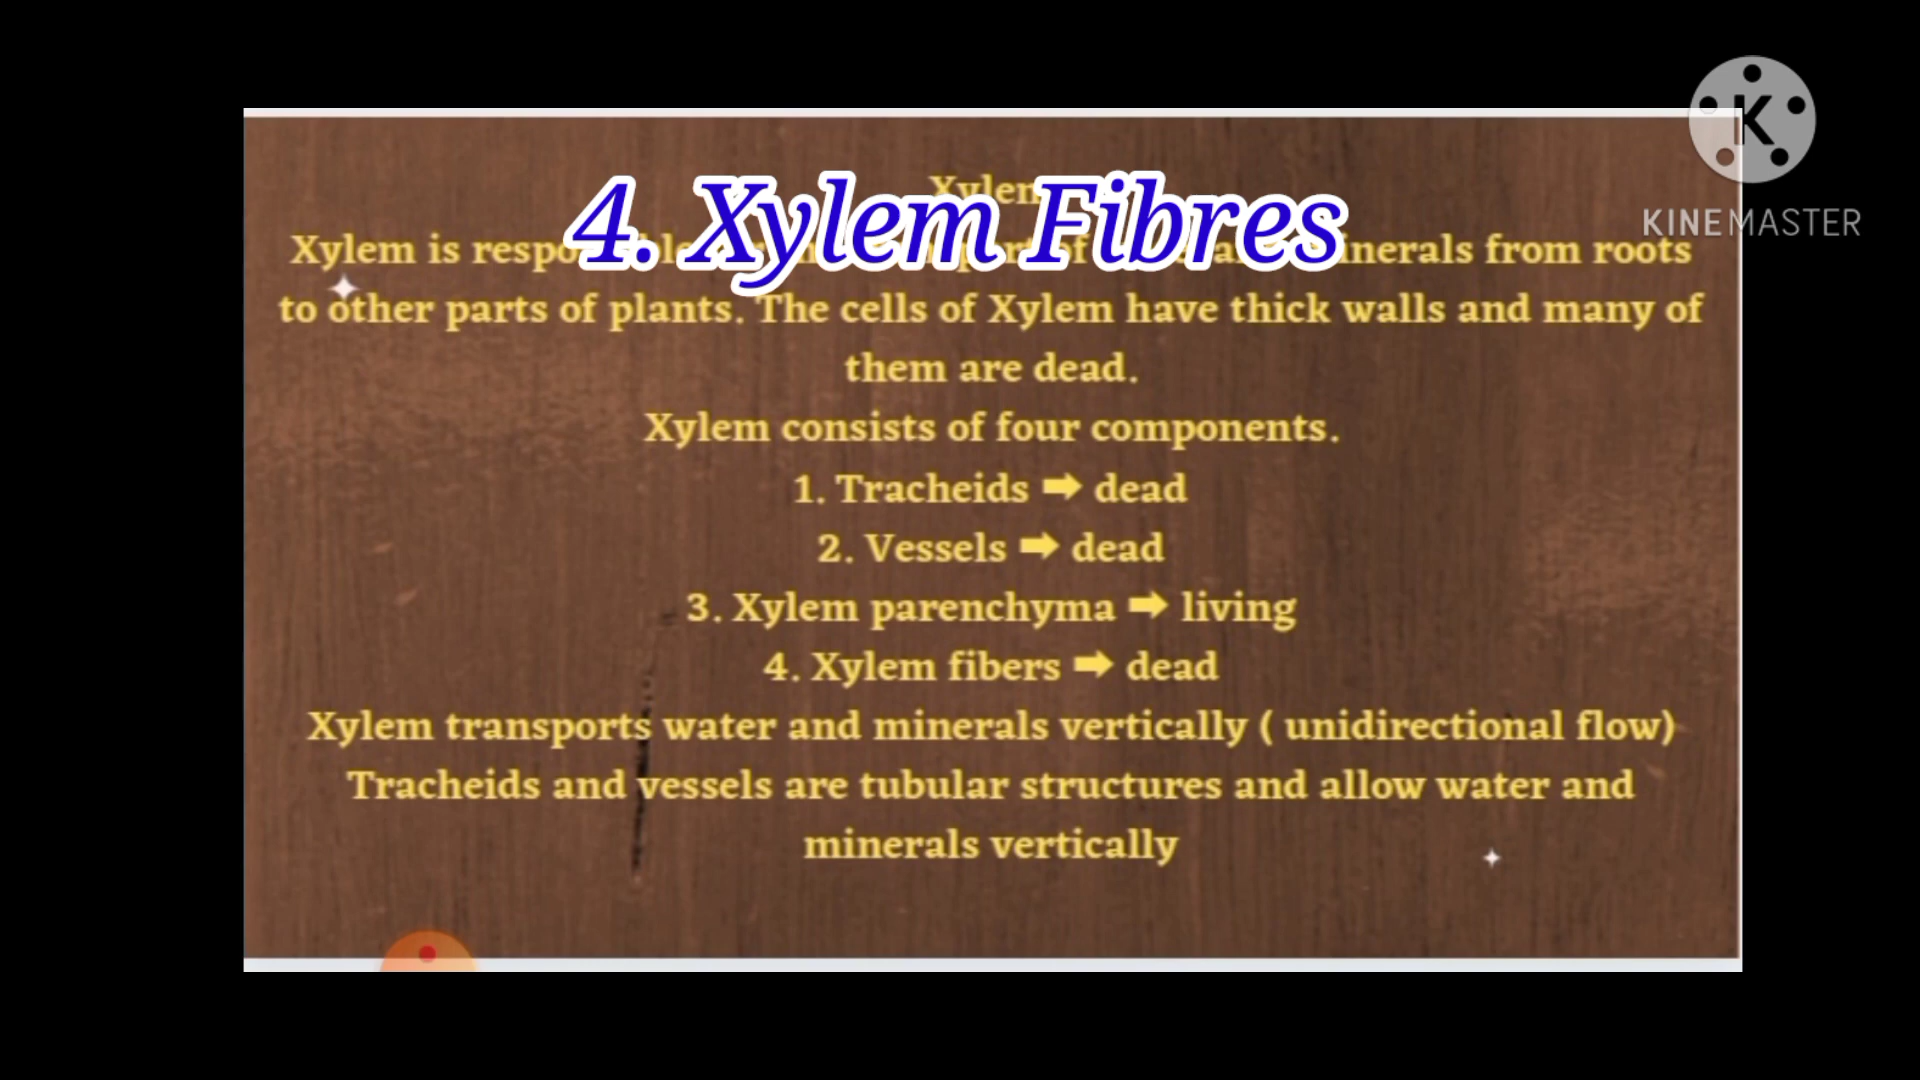 4. Xylem Fibres
Xylem
Xylem is minerals from roots
to other parts of plants. The cells of Xylem have thick walls and many of
them are dead.
Xylem consists of four components.
1. Tracheids ➡ dead
2. Vessels ➡ dead
3. Xylem parenchyma ➡ living
4. Xylem fibers ➡ dead
Xylem transports water and minerals vertically ( unidirectional flow)
Tracheids and vessels are tubular structures and allow water and
minerals vertically
K
KINEMASTER